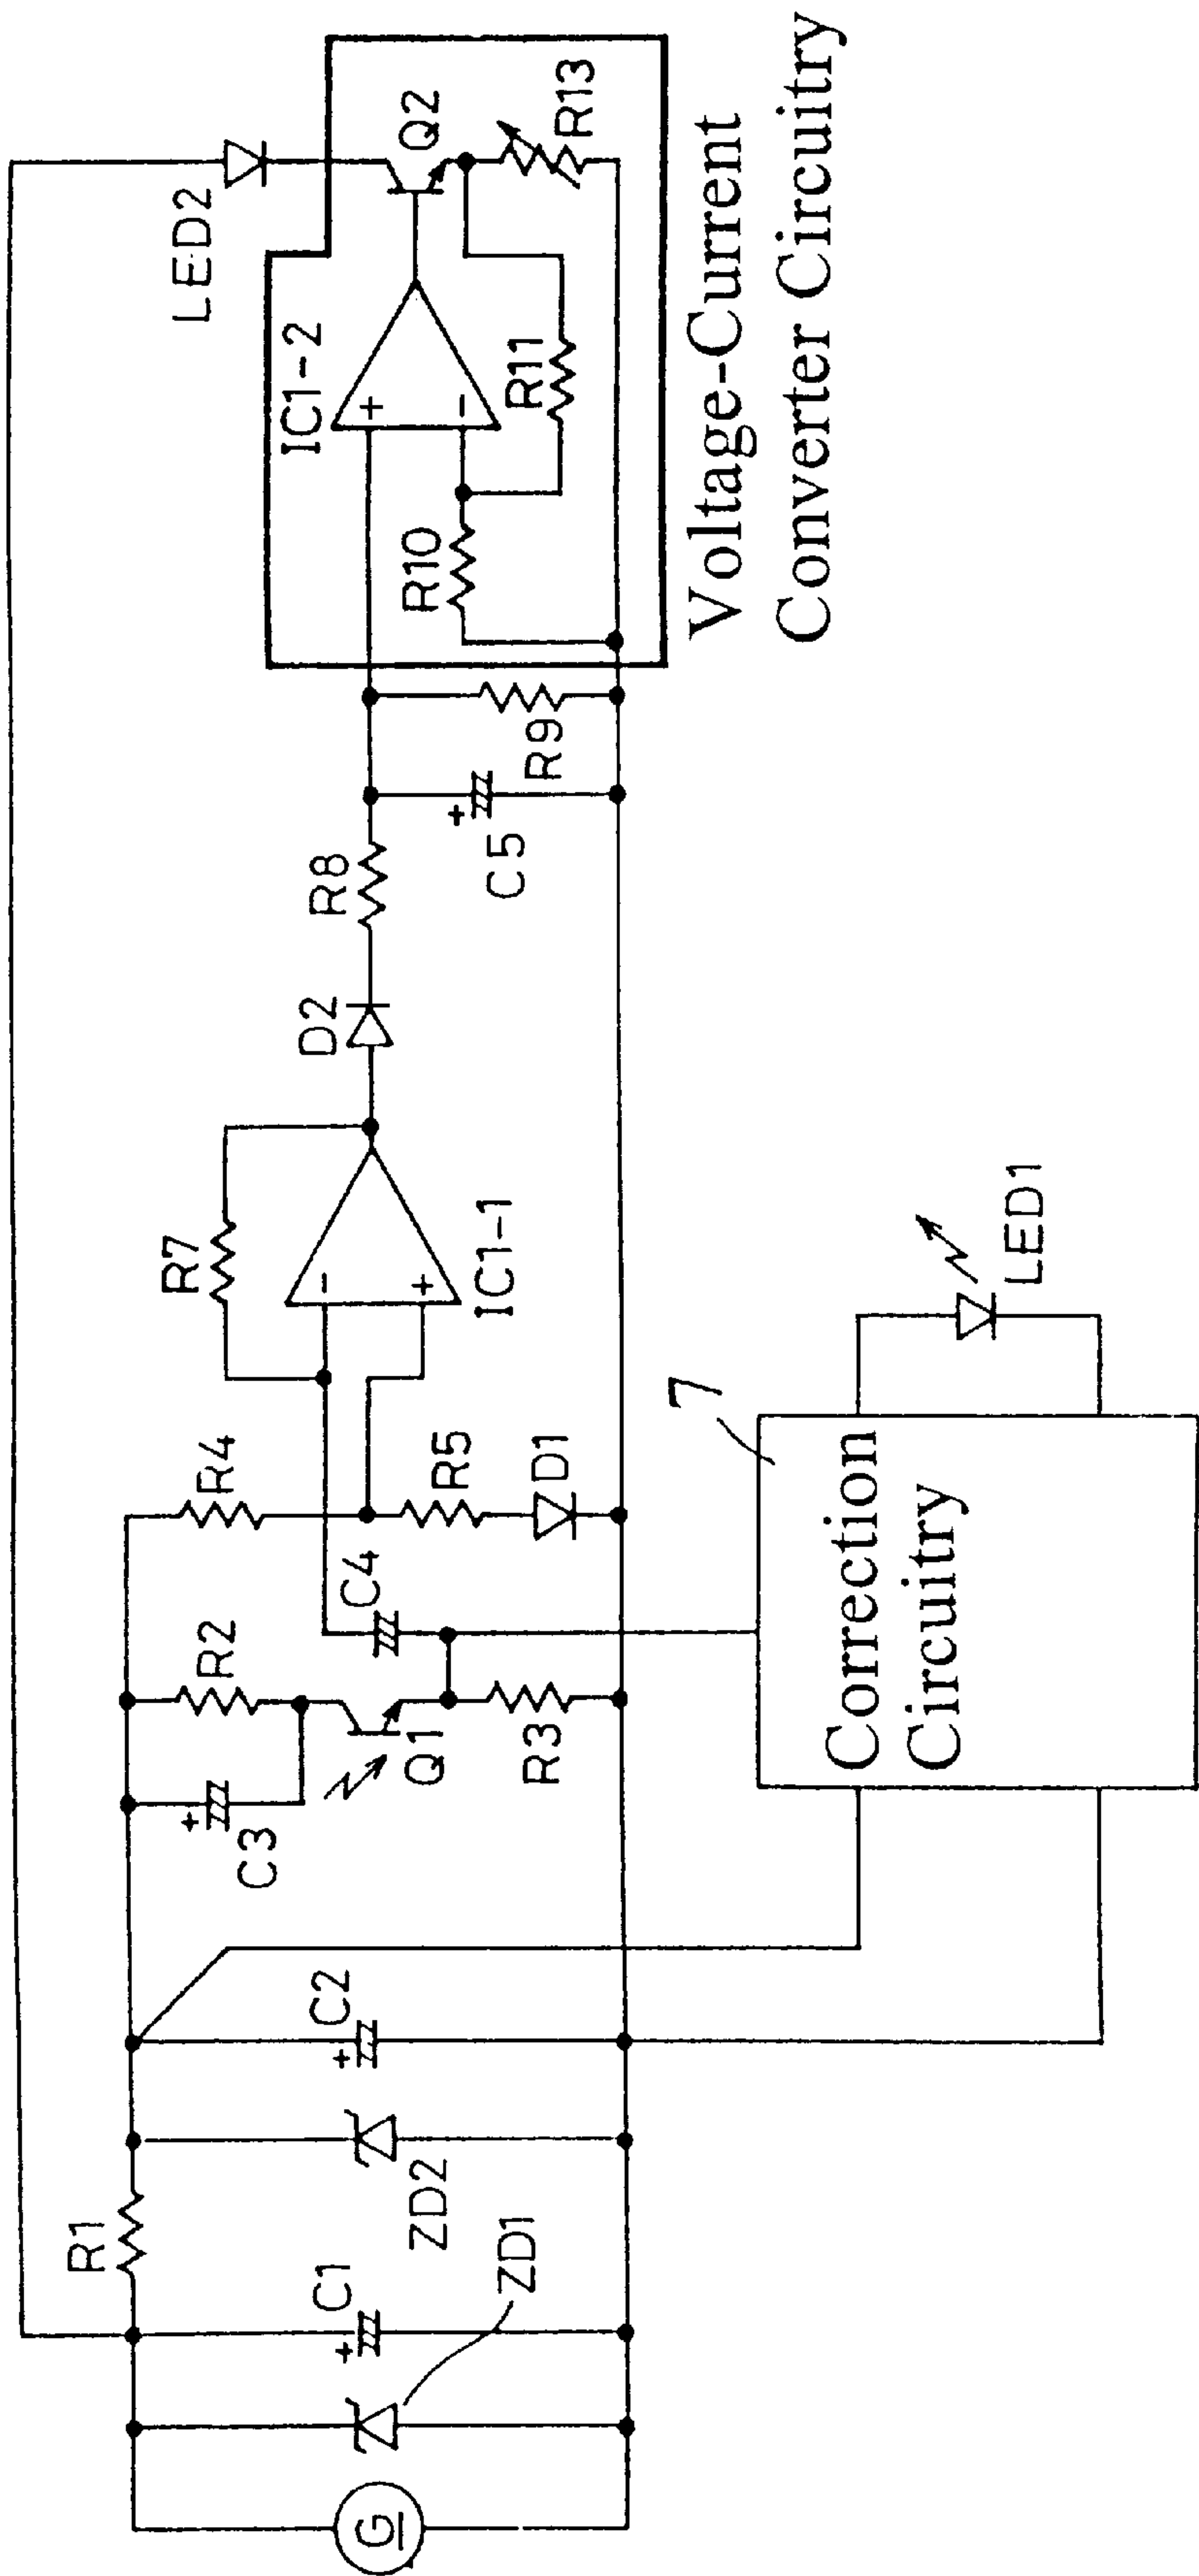 LED2
IC1-2
Q2
R10
R11
R13
Voltage-Current
Converter Circuitry
R7
IC1-1
D2
R8
C5
R9
R4
R5
D1
R2
C3
Q1
C4
R3
R1
C1
C2
ZD2
ZD1
G
+
+
+
+
-
+
+
-
+
7
Correction
Circuitry
LED1